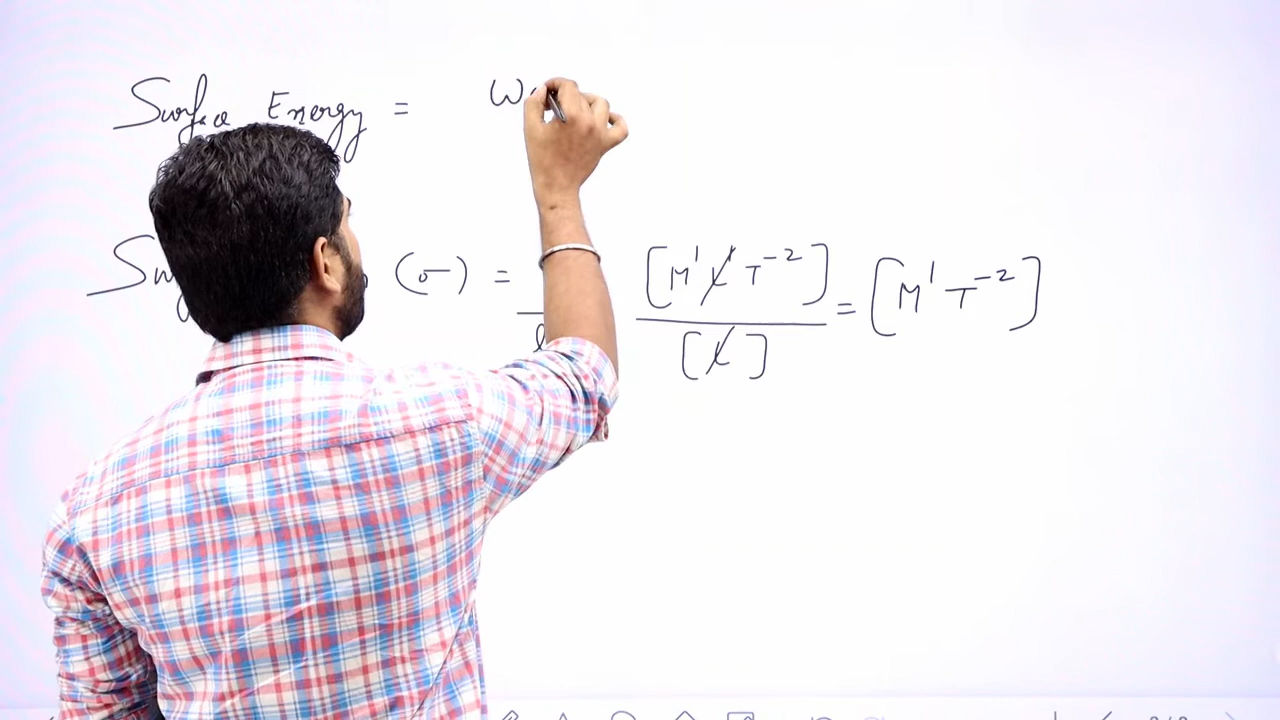 Surface Energy =
(σ) = [M¹ L¹ T⁻²] / [L] = [M¹ T⁻²]